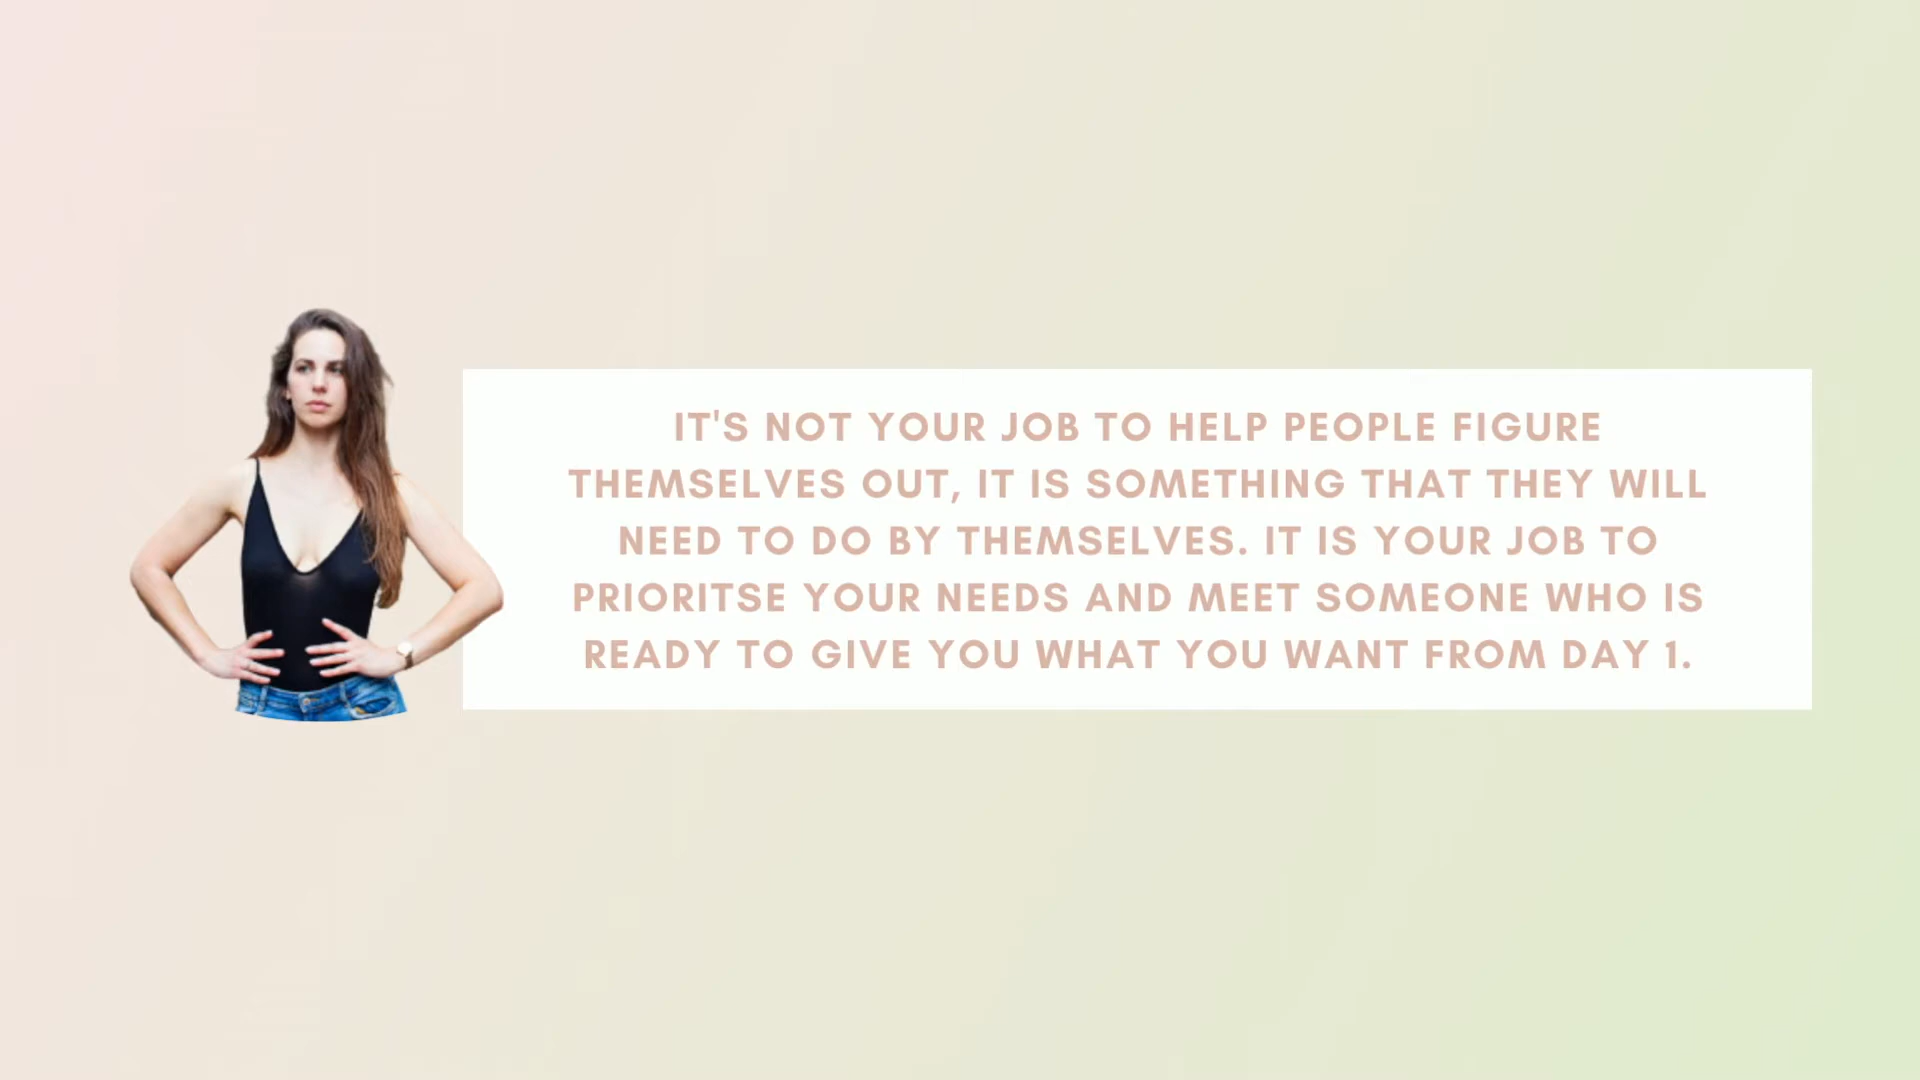 IT'S NOT YOUR JOB TO HELP PEOPLE FIGURE
THEMSELVES OUT, IT IS SOMETHING THAT THEY WILL
NEED TO DO BY THEMSELVES. IT IS YOUR JOB TO
PRIORITSE YOUR NEEDS AND MEET SOMEONE WHO IS
READY TO GIVE YOU WHAT YOU WANT FROM DAY 1.